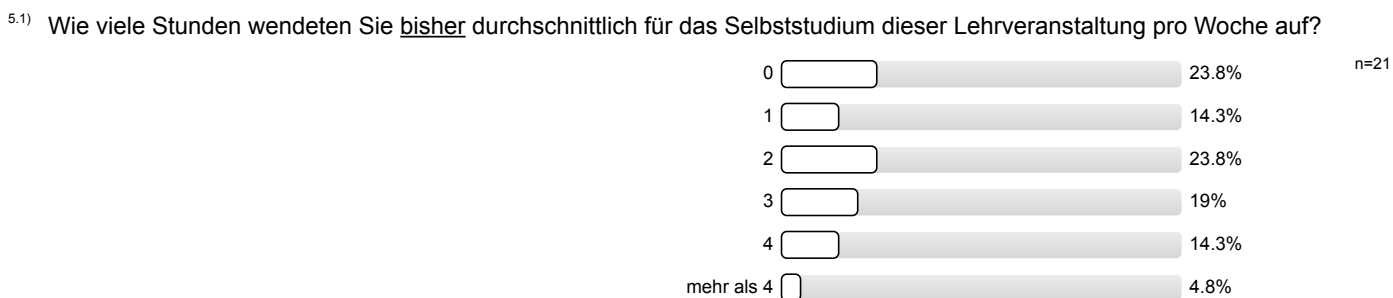 5.1) Wie viele Stunden wendeten Sie bisher durchschnittlich für das Selbststudium dieser Lehrveranstaltung pro Woche auf?
n=21
0 23.8%
1 14.3%
2 23.8%
3 19%
4 14.3%
mehr als 4 4.8%